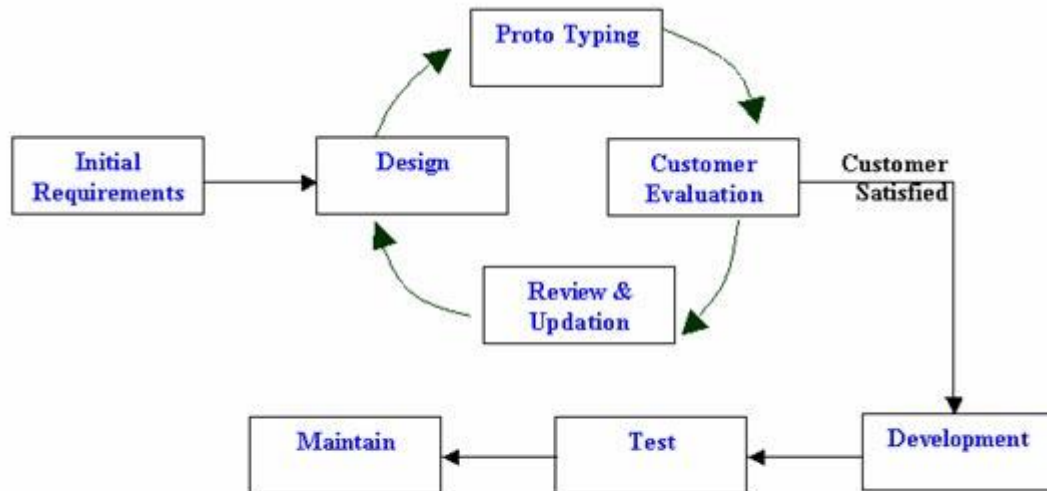 Proto Typing
Initial
Requirements
Design
Customer
Evaluation
Customer
Satisfied
Review &
Updation
Maintain
Test
Development